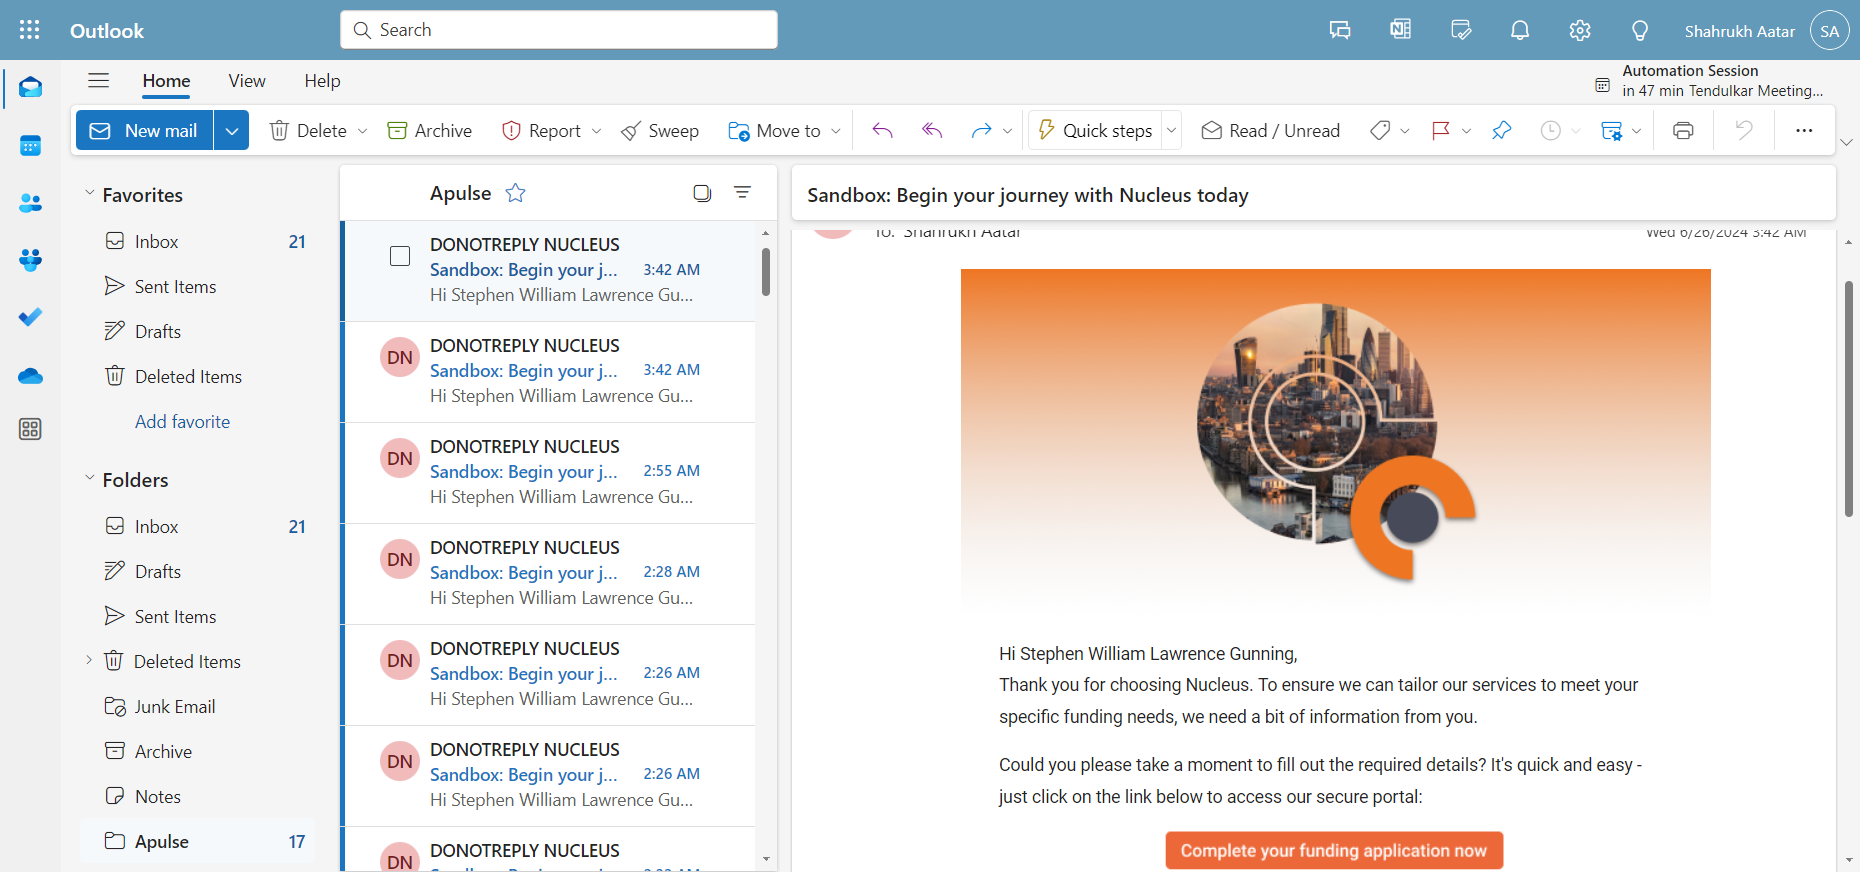 Outlook
Search
Shahrukh Aatar
SA
Home
View
Help
Automation Session
in 47 min Tendulkar Meeting...
New mail
Delete
Archive
Report
Sweep
Move to
Quick steps
Read / Unread
Favorites
Inbox 21
Sent Items
Drafts
Deleted Items
Add favorite
Folders
Inbox 21
Drafts
Sent Items
Deleted Items
Junk Email
Archive
Notes
Apulse 17
Apulse
DONOTREPLY NUCLEUS
Sandbox: Begin your j... 3:42 AM
Hi Stephen William Lawrence Gu...
DN
DONOTREPLY NUCLEUS
Sandbox: Begin your j... 3:42 AM
Hi Stephen William Lawrence Gu...
DN
DONOTREPLY NUCLEUS
Sandbox: Begin your j... 2:55 AM
Hi Stephen William Lawrence Gu...
DN
DONOTREPLY NUCLEUS
Sandbox: Begin your j... 2:28 AM
Hi Stephen William Lawrence Gu...
DN
DONOTREPLY NUCLEUS
Sandbox: Begin your j... 2:26 AM
Hi Stephen William Lawrence Gu...
DN
DONOTREPLY NUCLEUS
Sandbox: Begin your j... 2:26 AM
Hi Stephen William Lawrence Gu...
DN
DONOTREPLY NUCLEUS
Sandbox: Begin your journey with Nucleus today
To: Shahrukh Aatar
Wed 6/26/2024 3:42 AM
Hi Stephen William Lawrence Gunning,
Thank you for choosing Nucleus. To ensure we can tailor our services to meet your
specific funding needs, we need a bit of information from you.
Could you please take a moment to fill out the required details? It's quick and easy -
just click on the link below to access our secure portal:
Complete your funding application now